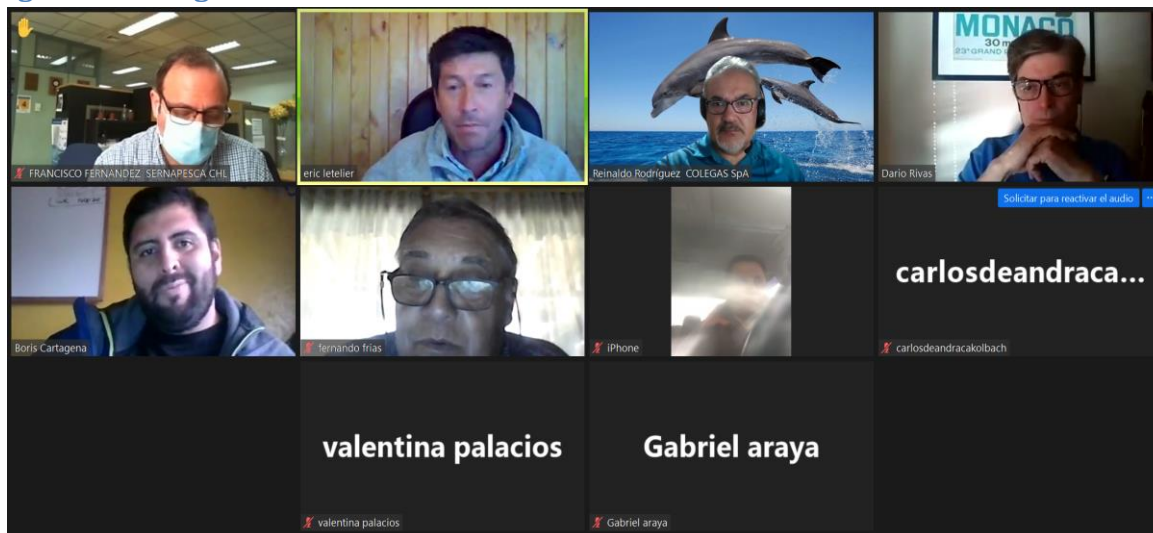 FRANCISCO FERNANDEZ SERNAPESCA CHL
eric letelier
Reinaldo Rodríguez COLEGAS SpA
MONACO
Dario Rivas
Boris Cartagena
fernando frias
iPhone
Solicitar para reactivar el audio
carlosdeandraca...
carlosdeandracakolbach
valentina palacios
valentina palacios
Gabriel araya
Gabriel araya